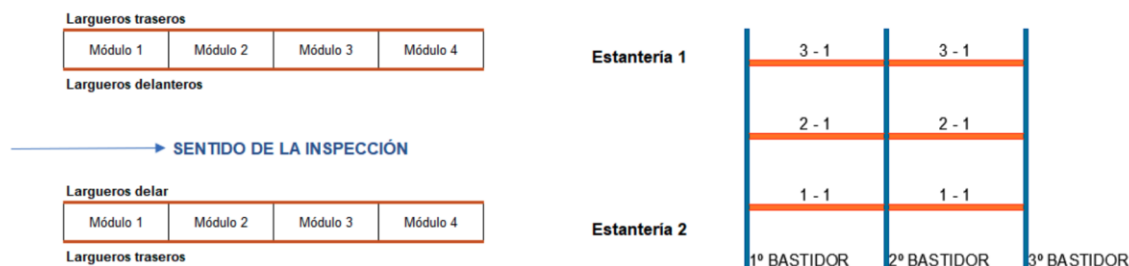 Largueros traseros
Módulo 1 Módulo 2 Módulo 3 Módulo 4
Largueros delanteros
SENTIDO DE LA INSPECCIÓN
Largueros delar
Módulo 1 Módulo 2 Módulo 3 Módulo 4
Largueros traseros
Estantería 1
Estantería 2
3 - 1 3 - 1
2 - 1 2 - 1
1 - 1 1 - 1
1º BASTIDOR 2º BASTIDOR 3º BASTIDOR